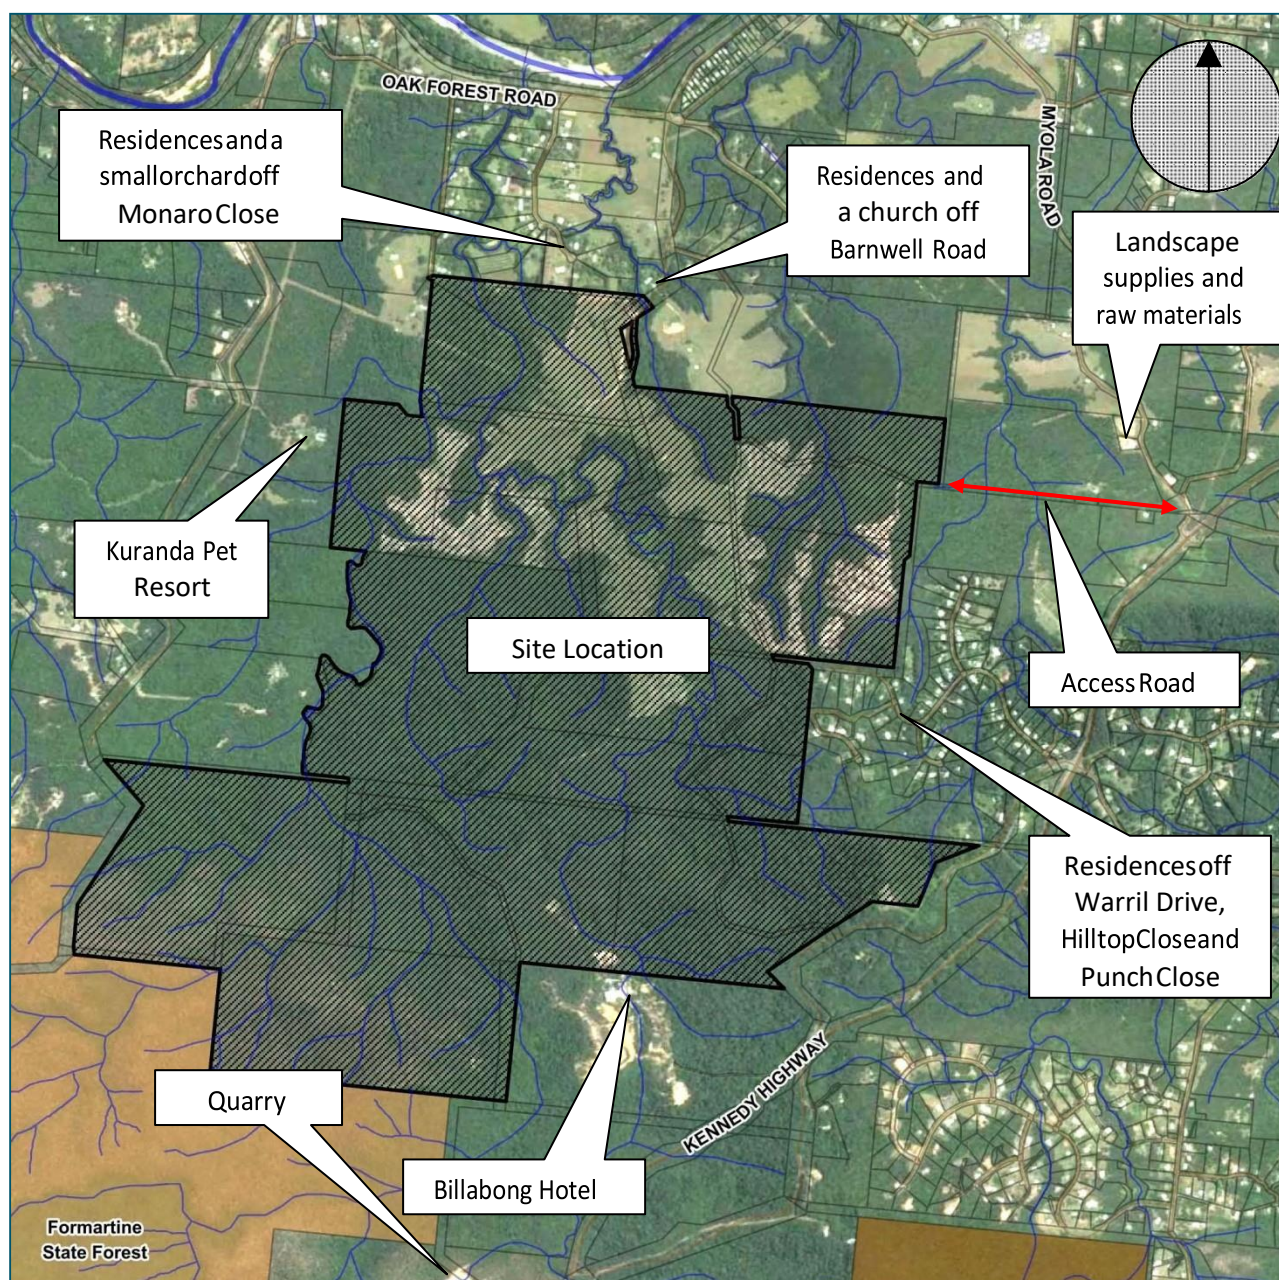 OAK FOREST ROAD
MYOLA ROAD
Residences and a
small orchard off
Monaro Close
Residences and
a church off
Barnwell Road
Landscape
supplies and
raw materials
Kuranda Pet
Resort
Site Location
Access Road
Residences off
Warril Drive,
Hilltop Close and
Punch Close
KENNEDY HIGHWAY
Quarry
Billabong Hotel
Formartine
State Forest